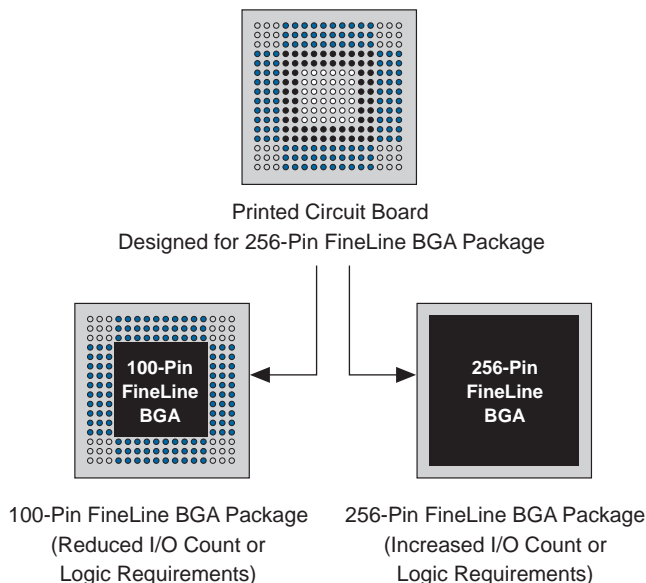 Printed Circuit Board
Designed for 256-Pin FineLine BGA Package
100-Pin
FineLine
BGA
256-Pin
FineLine
BGA
100-Pin FineLine BGA Package
(Reduced I/O Count or
Logic Requirements)
256-Pin FineLine BGA Package
(Increased I/O Count or
Logic Requirements)